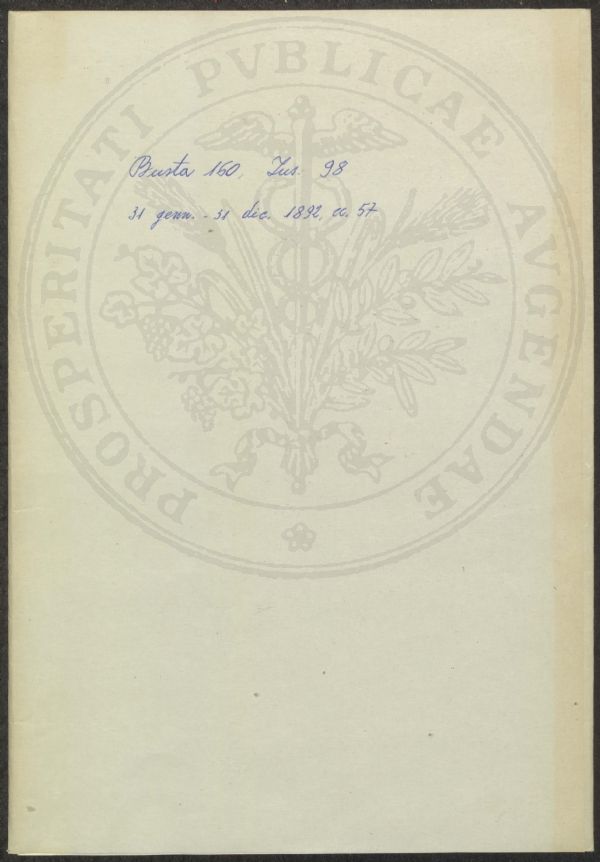 PROSPERITATI PVBLICAE AVGENDAE
Busta 160, Ins. 98
31 genn. - 31 dic. 1892, cc. 57